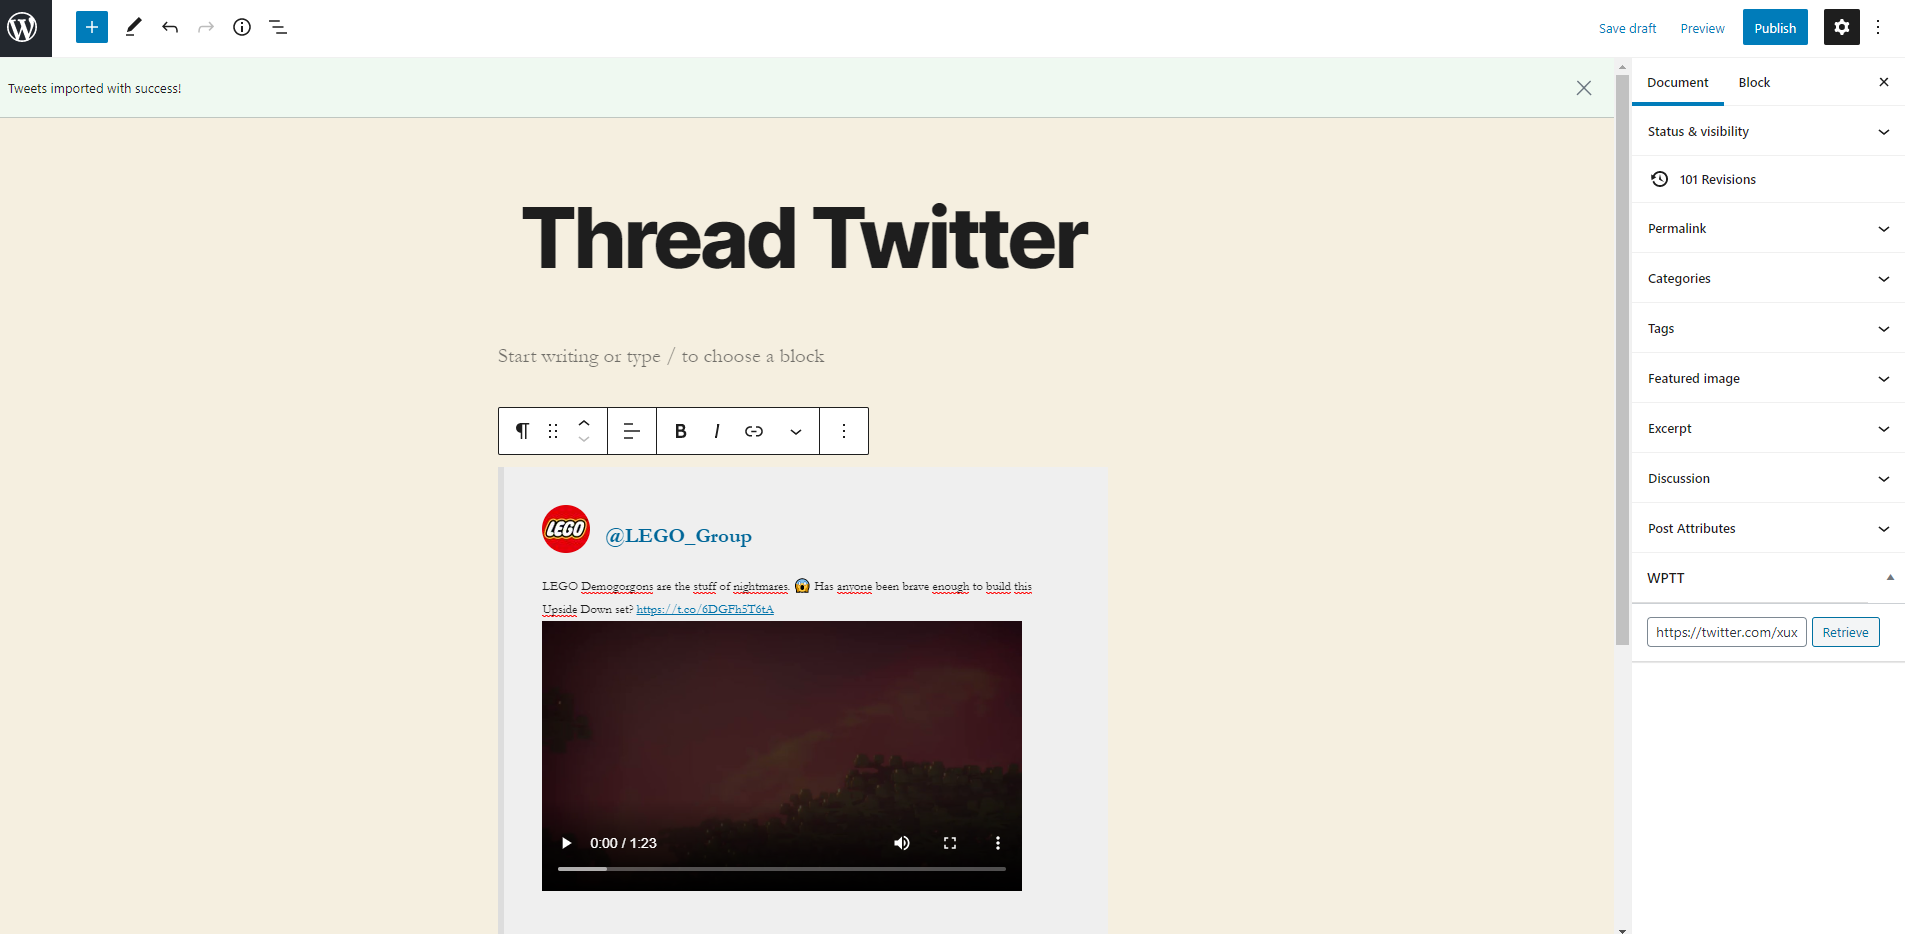 Save draft Preview Publish
Tweets imported with success!
Document Block
Status & visibility
101 Revisions
Permalink
Categories
Tags
Featured image
Excerpt
Discussion
Post Attributes
WPTT
https://twitter.com/xux Retrieve
Thread Twitter
Start writing or type / to choose a block
B I
LEGO @LEGO_Group
LEGO Demogorgons are the stuff of nightmares. 😱 Has anyone been brave enough to build this
Upside Down set? https://t.co/6DGFh5T6tA
0:00 / 1:23